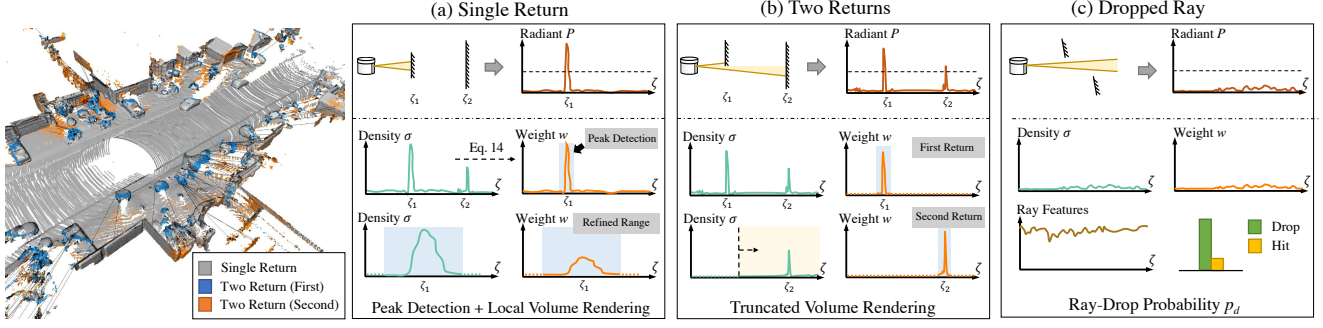 Single Return
Two Return (First)
Two Return (Second)
(a) Single Return
Radiant P
ζ
ζ₁
ζ₂
ζ₁
Density σ
Eq. 14
Weight w
Peak Detection
ζ
ζ
ζ₁
ζ₂
ζ₁
Density σ
Weight w
Refined Range
ζ
ζ
ζ₁
ζ₁
Peak Detection + Local Volume Rendering
(b) Two Returns
Radiant P
ζ
ζ₁
ζ₂
ζ₁
ζ₂
Density σ
Weight w
First Return
ζ
ζ
ζ₁
ζ₂
ζ₁
Density σ
Weight w
Second Return
ζ
ζ
ζ₂
ζ₂
Truncated Volume Rendering
(c) Dropped Ray
Radiant P
ζ
Density σ
Weight w
ζ
ζ
Ray Features
Drop
Hit
ζ
Ray-Drop Probability p_d